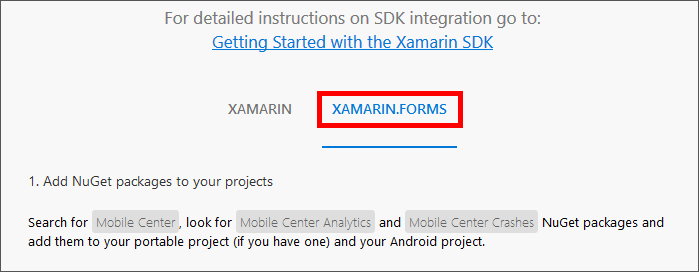 For detailed instructions on SDK integration go to:
Getting Started with the Xamarin SDK
XAMARIN XAMARIN.FORMS
1. Add NuGet packages to your projects
Search for Mobile Center, look for Mobile Center Analytics and Mobile Center Crashes NuGet packages and
add them to your portable project (if you have one) and your Android project.